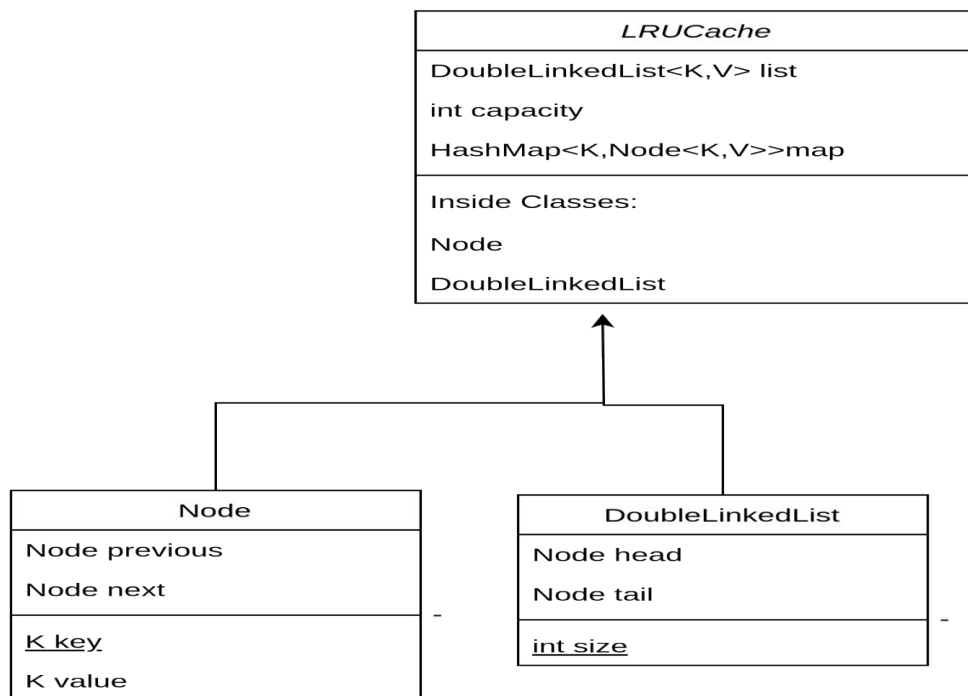 LRUCache
DoubleLinkedList<K,V> list
int capacity
HashMap<K,Node<K,V>>map
Inside Classes:
Node
DoubleLinkedList
Node
Node previous
Node next
-
K key
K value
DoubleLinkedList
Node head
Node tail
-
int size